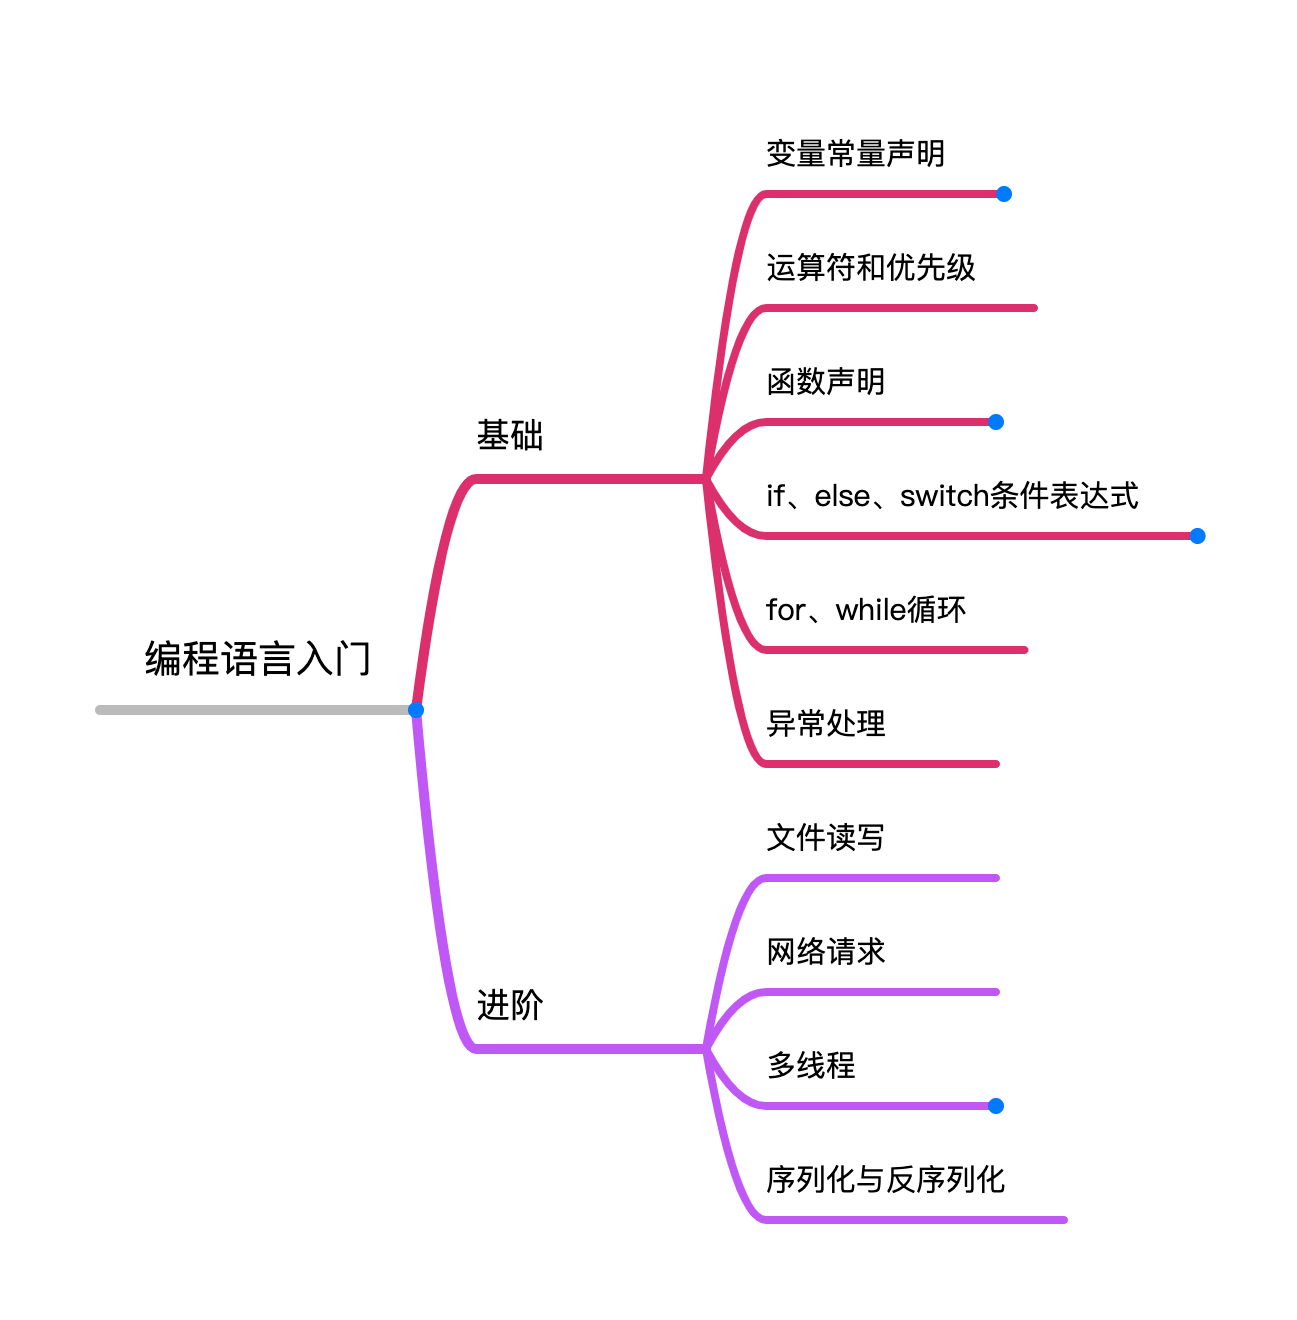 编程语言入门
基础
变量常量声明
运算符和优先级
函数声明
if、else、switch条件表达式
for、while循环
异常处理
进阶
文件读写
网络请求
多线程
序列化与反序列化